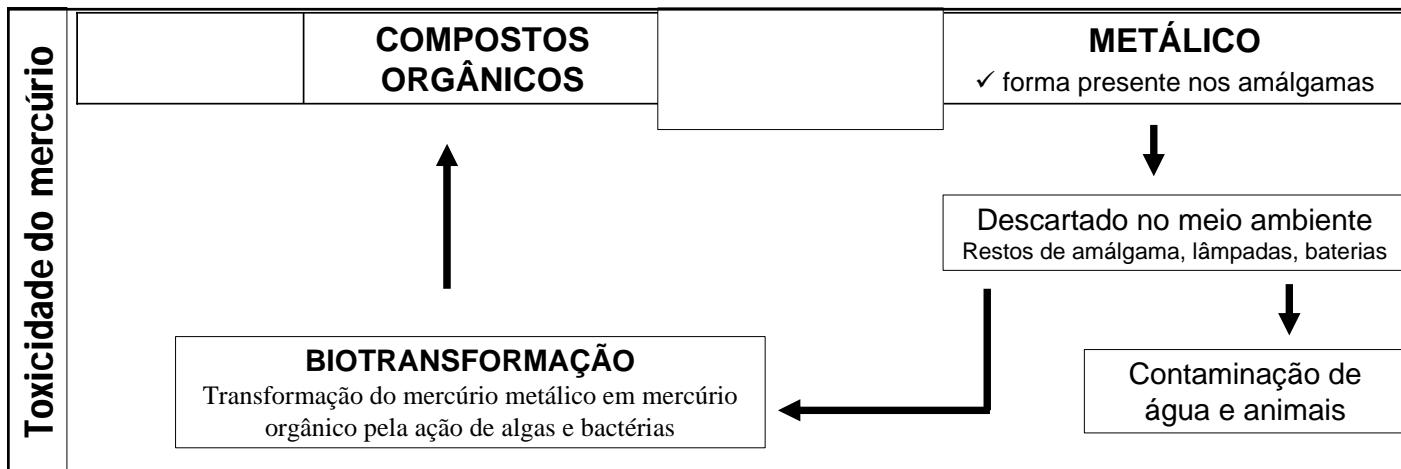 Toxicidade do mercúrio
COMPOSTOS
ORGÂNICOS
METÁLICO
✓ forma presente nos amálgamas
Descartado no meio ambiente
Restos de amálgama, lâmpadas, baterias
BIOTRANSFORMAÇÃO
Transformação do mercúrio metálico em mercúrio
orgânico pela ação de algas e bactérias
Contaminação de
água e animais